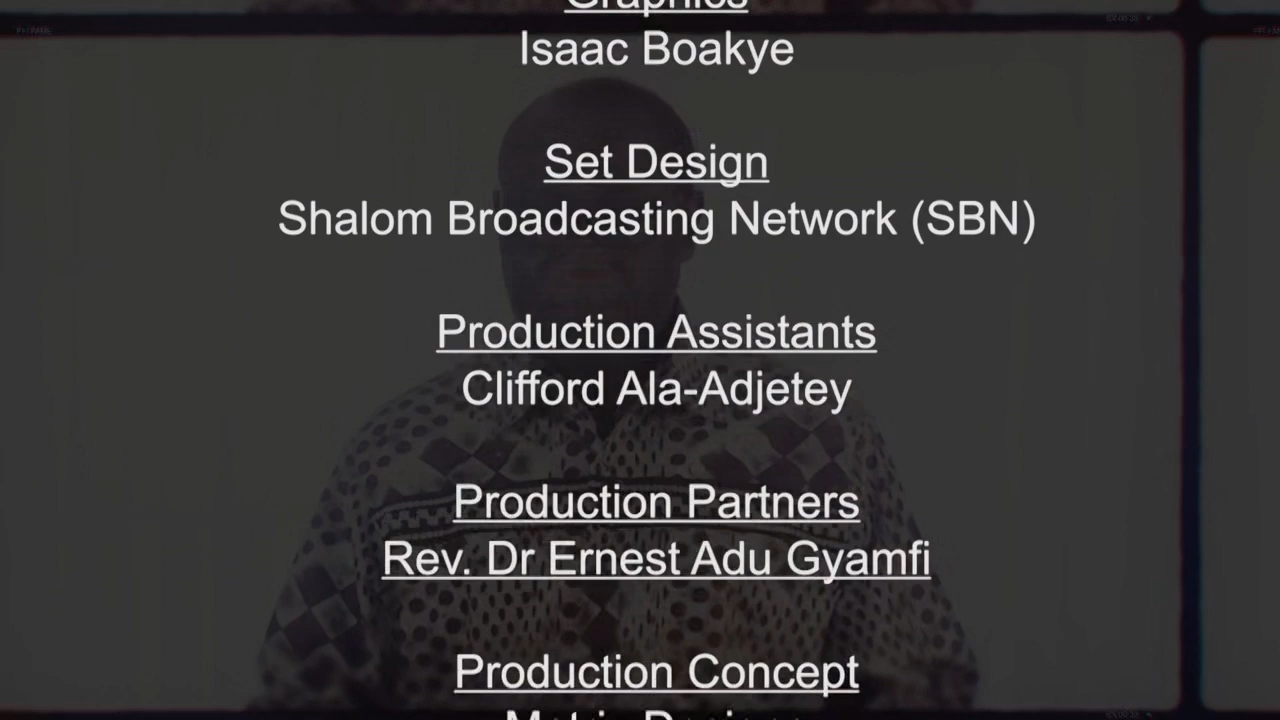 Graphics
Isaac Boakye
Set Design
Shalom Broadcasting Network (SBN)
Production Assistants
Clifford Ala-Adjetey
Production Partners
Rev. Dr Ernest Adu Gyamfi
Production Concept